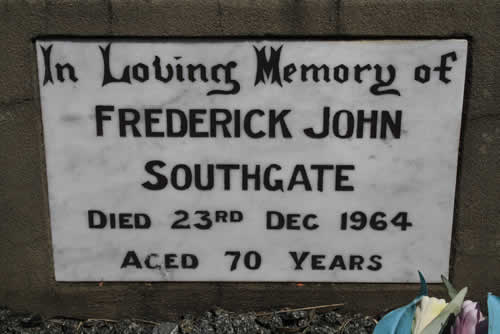 In Loving Memory of
FREDERICK JOHN
SOUTHGATE
DIED 23RD DEC 1964
AGED 70 YEARS